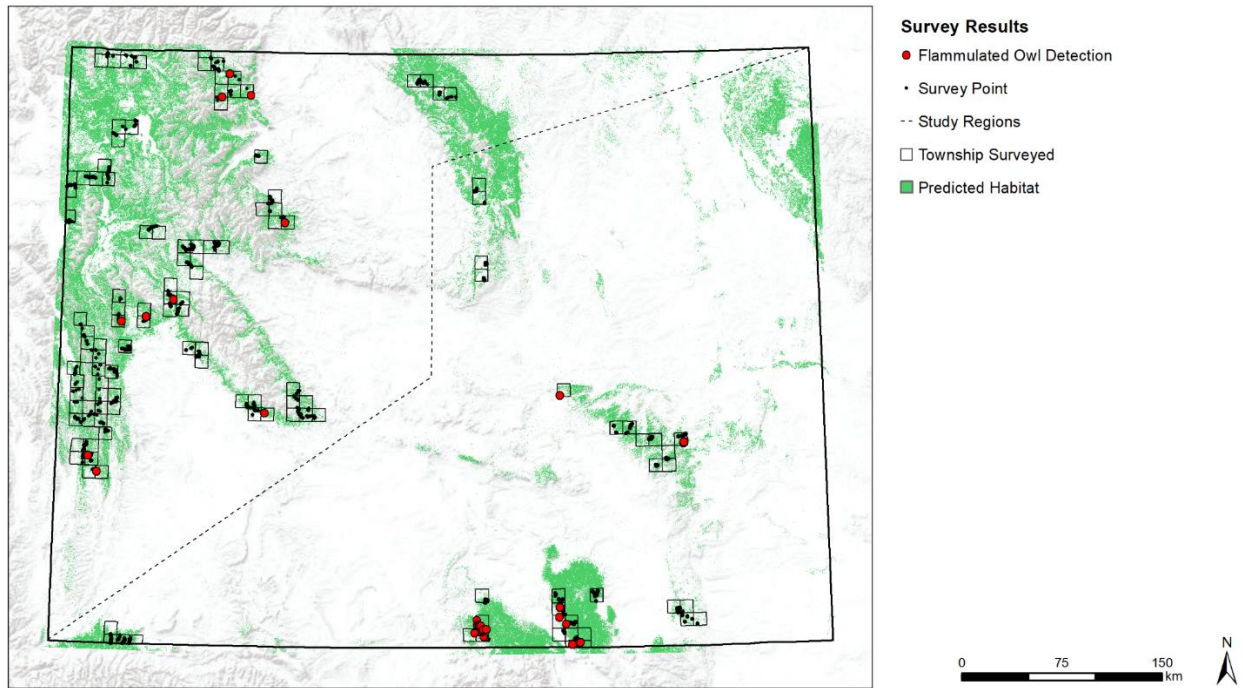 Survey Results
Flammulated Owl Detection
Survey Point
Study Regions
Township Surveyed
Predicted Habitat
N
0 75 150
km